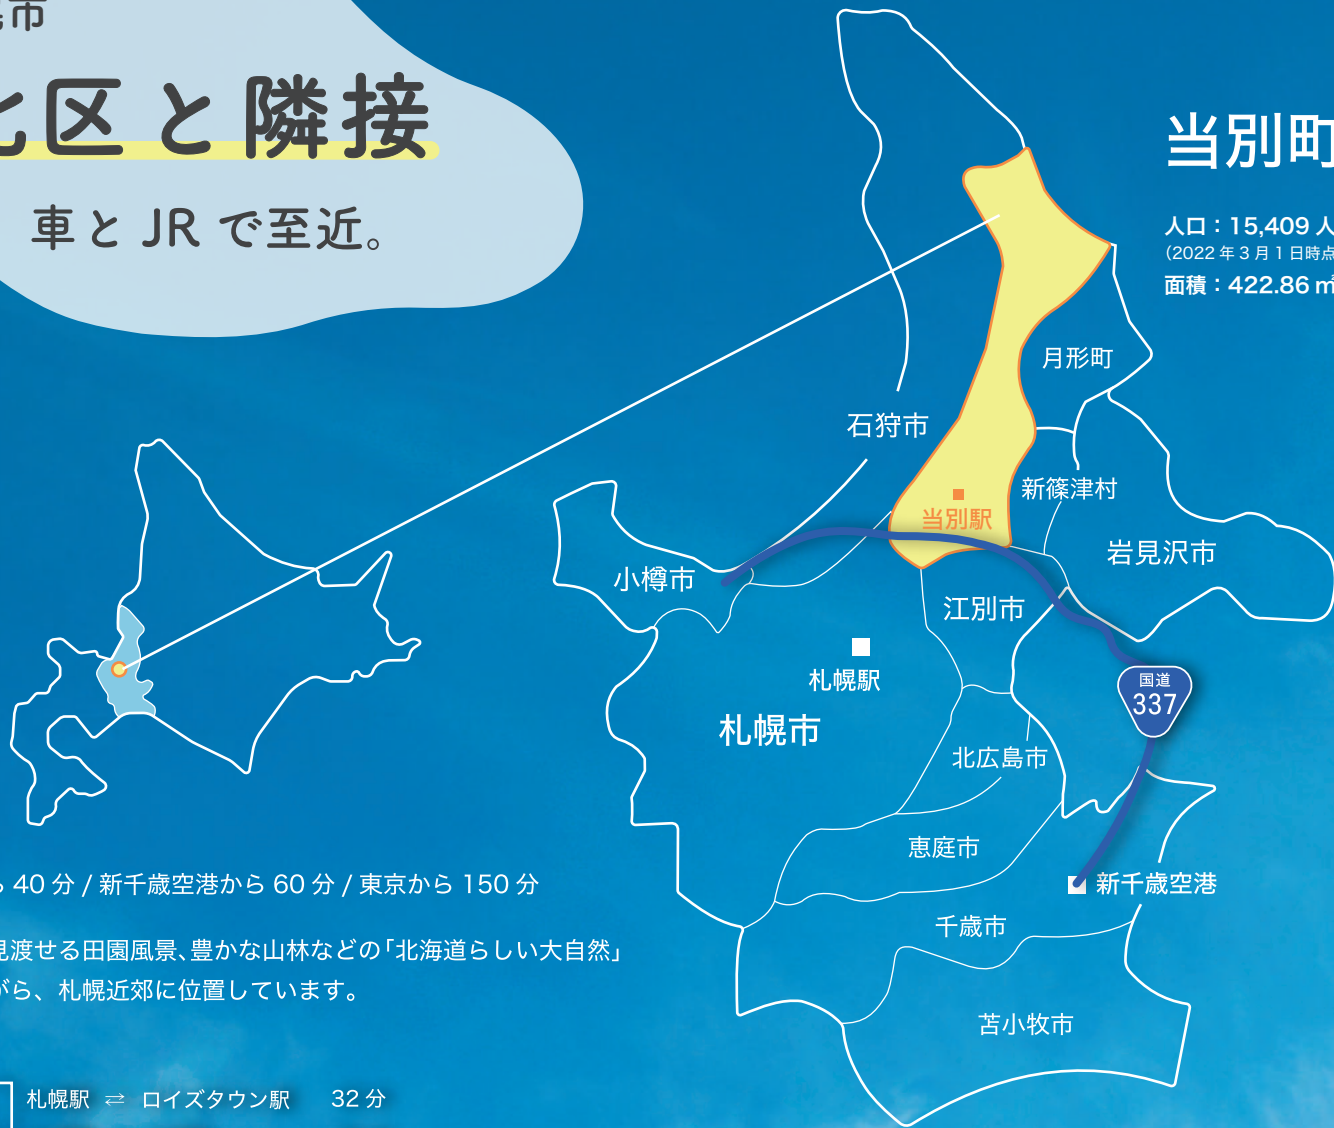 幌市
北区と隣接
車とJRで至近。
当別町
人口：15,409人
（2022年3月1日時点
面積：422.86㎡
月形町
石狩市
新篠津村
当別駅
岩見沢市
小樽市
江別市
札幌駅
国道
337
札幌市
北広島市
恵庭市
新千歳空港
千歳市
苫小牧市
ら40分 / 新千歳空港から60分 / 東京から150分
見渡せる田園風景、豊かな山林などの「北海道らしい大自然」
がら、札幌近郊に位置しています。
札幌駅 ⇄ ロイズタウン駅 32分